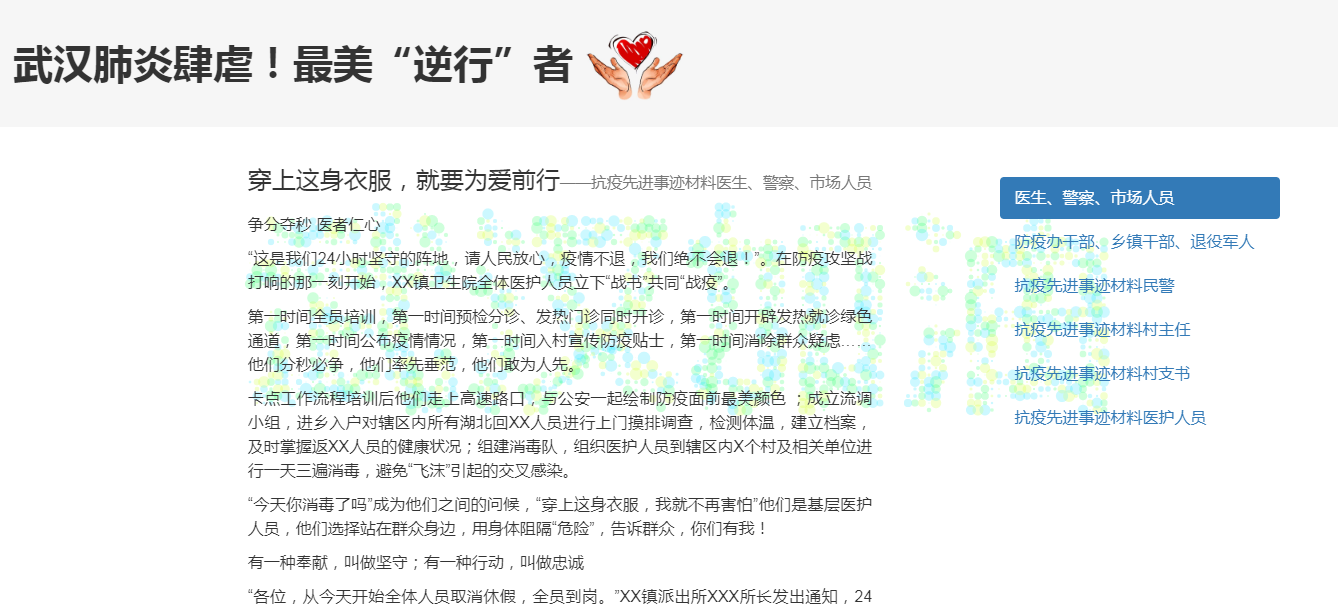 武汉肺炎肆虐！最美“逆行”者
穿上这身衣服，就要为爱前行——抗疫先进事迹材料医生、警察、市场人员
争分夺秒 医者仁心
“这是我们24小时坚守的阵地，请人民放心，疫情不退，我们绝不会退！”。在防疫攻坚战
打响的那一刻开始，XX镇卫生院全体医护人员立下“战书”共同“战疫”。
第一时间全员培训，第一时间预检分诊、发热门诊同时开诊，第一时间开辟发热就诊绿色
通道，第一时间公布疫情情况，第一时间入村宣传防疫贴士，第一时间消除群众疑虑……
他们分秒必争，他们率先垂范，他们敢为人先。
卡点工作流程培训后他们走上高速路口，与公安一起绘制防疫面前最美颜色 ；成立流调
小组，进乡入户对辖区内所有湖北回XX人员进行上门摸排调查，检测体温，建立档案，
及时掌握返XX人员的健康状况；组建消毒队，组织医护人员到辖区内X个村及相关单位进
行一天三遍消毒，避免“飞沫”引起的交叉感染。
“今天你消毒了吗”成为他们之间的问候，“穿上这身衣服，我就不再害怕”他们是基层医护
人员，他们选择站在群众身边，用身体阻隔“危险”，告诉群众，你们有我！
有一种奉献，叫做坚守；有一种行动，叫做忠诚
“各位，从今天开始全体人员取消休假，全员到岗。”XX镇派出所XXX所长发出通知，24
医生、警察、市场人员
防疫办干部、乡镇干部、退役军人
抗疫先进事迹材料民警
抗疫先进事迹材料村主任
抗疫先进事迹材料村支书
抗疫先进事迹材料医护人员